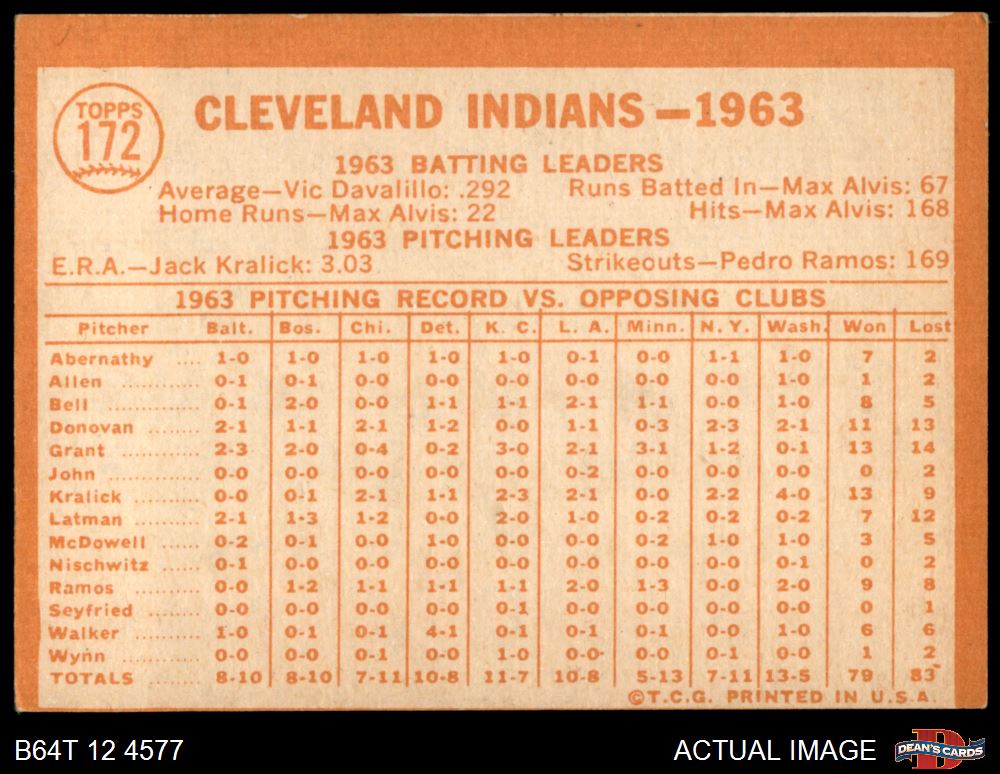 TOPPS
172
CLEVELAND INDIANS—1963
1963 BATTING LEADERS
Average—Vic Davalillo: .292 Runs Batted In—Max Alvis: 67
Home Runs—Max Alvis: 22 Hits—Max Alvis: 168
1963 PITCHING LEADERS
E.R.A.—Jack Kralick: 3.03 Strikeouts—Pedro Ramos: 169
1963 PITCHING RECORD VS. OPPOSING CLUBS
Pitcher Balt. Bos. Chi. Det. K. C. L. A. Minn. N. Y. Wash. Won Lost
Abernathy .... 1-0 1-0 1-0 1-0 1-0 0-1 0-0 1-1 1-0 7 2
Allen ............ 0-1 0-1 0-0 0-0 0-0 0-0 0-0 0-0 1-0 1 2
Bell .............. 0-1 2-0 0-0 1-1 1-1 2-1 1-1 0-0 1-0 8 5
Donovan ........ 2-1 1-1 2-1 1-2 0-0 1-1 0-3 2-3 2-1 11 13
Grant ............ 2-3 2-0 0-4 0-2 3-0 2-1 3-1 1-2 0-1 13 14
John ............ 0-0 0-0 0-0 0-0 0-0 0-2 0-0 0-0 0-0 0 2
Kralick .......... 0-0 0-1 2-1 1-1 2-3 2-1 0-0 2-2 4-0 13 9
Latman .......... 2-1 1-3 1-2 0-0 2-0 1-0 0-2 0-2 0-2 7 12
McDowell ...... 0-2 0-1 0-0 1-0 0-0 0-0 0-2 1-0 1-0 3 5
Nischwitz ...... 0-1 0-0 0-0 0-0 0-0 0-0 0-0 0-0 0-1 0 2
Ramos .......... 0-0 1-2 1-1 1-1 1-1 2-0 1-3 0-0 2-0 9 8
Seyfried ........ 0-0 0-0 0-0 0-0 0-1 0-0 0-0 0-0 0-0 0 1
Walker .......... 1-0 0-1 0-1 4-1 0-1 0-1 0-1 0-0 1-0 6 6
Wynn ............ 0-0 0-0 0-1 0-0 1-0 0-0 0-0 0-1 0-0 1 2
TOTALS ........ 8-10 8-10 7-11 10-8 11-7 10-8 5-13 7-11 13-5 79 83
©T.C.G. PRINTED IN U.S.A.
B64T 12 4577 ACTUAL IMAGE DEAN'S CARDS